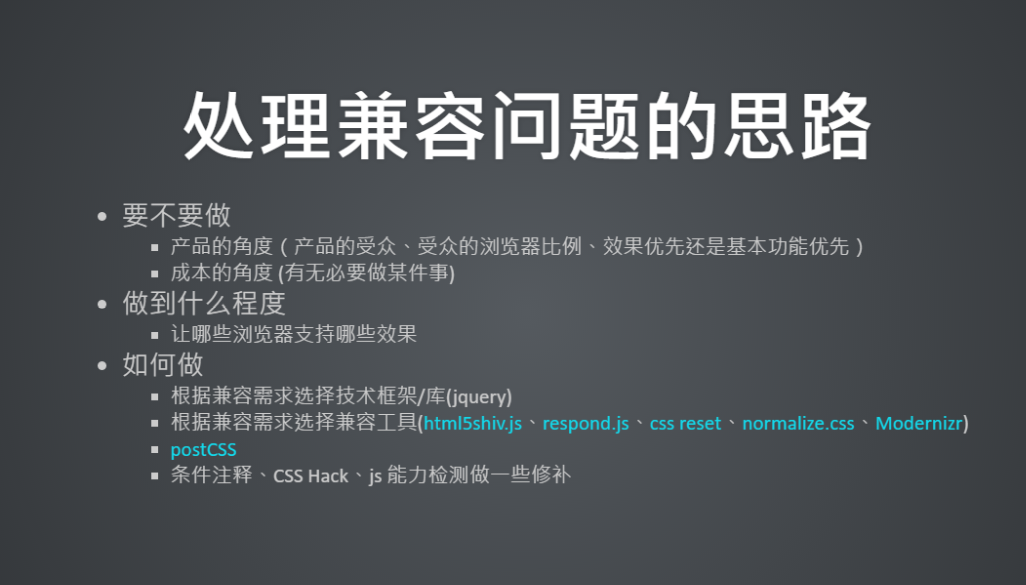 处理兼容问题的思路
• 要不要做
▪ 产品的角度（产品的受众、受众的浏览器比例、效果优先还是基本功能优先）
▪ 成本的角度 (有无必要做某件事)
• 做到什么程度
▪ 让哪些浏览器支持哪些效果
• 如何做
▪ 根据兼容需求选择技术框架/库(jquery)
▪ 根据兼容需求选择兼容工具(html5shiv.js、respond.js、css reset、normalize.css、Modernizr)
▪ postCSS
▪ 条件注释、CSS Hack、js 能力检测做一些修补